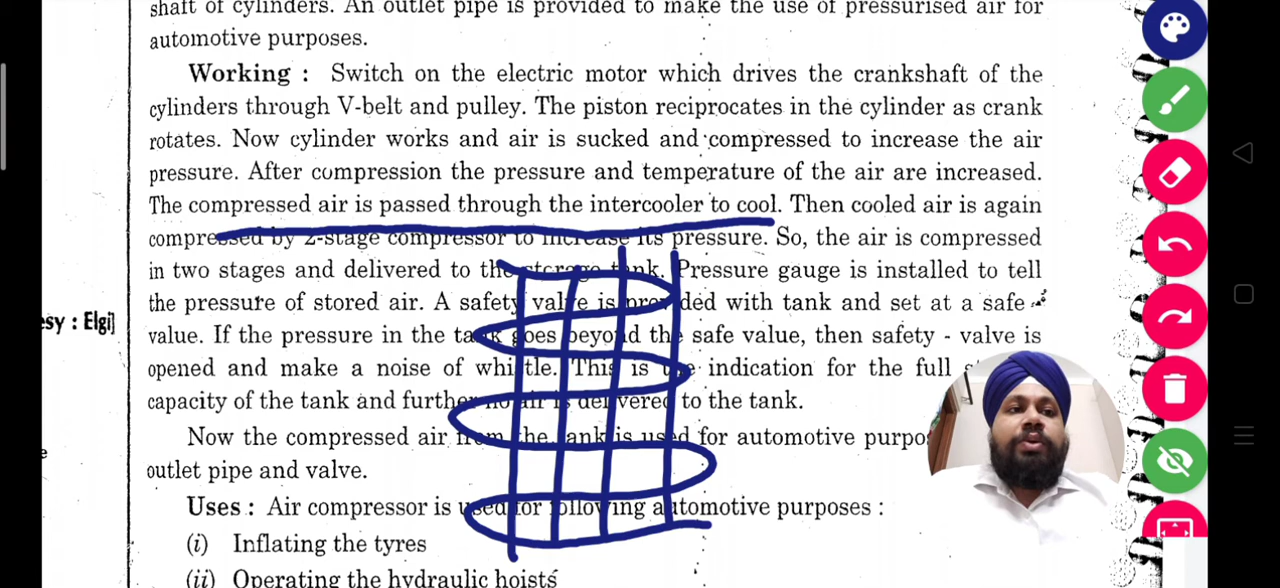 shaft of cylinders. An outlet pipe is provided to make the use of pressurised air for
automotive purposes.
Working : Switch on the electric motor which drives the crankshaft of the
cylinders through V-belt and pulley. The piston reciprocates in the cylinder as crank
rotates. Now cylinder works and air is sucked and compressed to increase the air
pressure. After compression the pressure and temperature of the air are increased.
The compressed air is passed through the intercooler to cool. Then cooled air is again
compressed by 2-stage compressor to increase its pressure. So, the air is compressed
in two stages and delivered to the storage tank. Pressure gauge is installed to tell
the pressure of stored air. A safety valve is provided with tank and set at a safe
esy : Elgi]
value. If the pressure in the tank goes beyond the safe value, then safety - valve is
opened and make a noise of whistle. This is the indication for the full
capacity of the tank and further no air is delivered to the tank.
Now the compressed air from the tank is used for automotive
outlet pipe and valve.
Uses : Air compressor is used for following automotive purposes :
(i) Inflating the tyres
(ii) Operating the hydraulic hoists